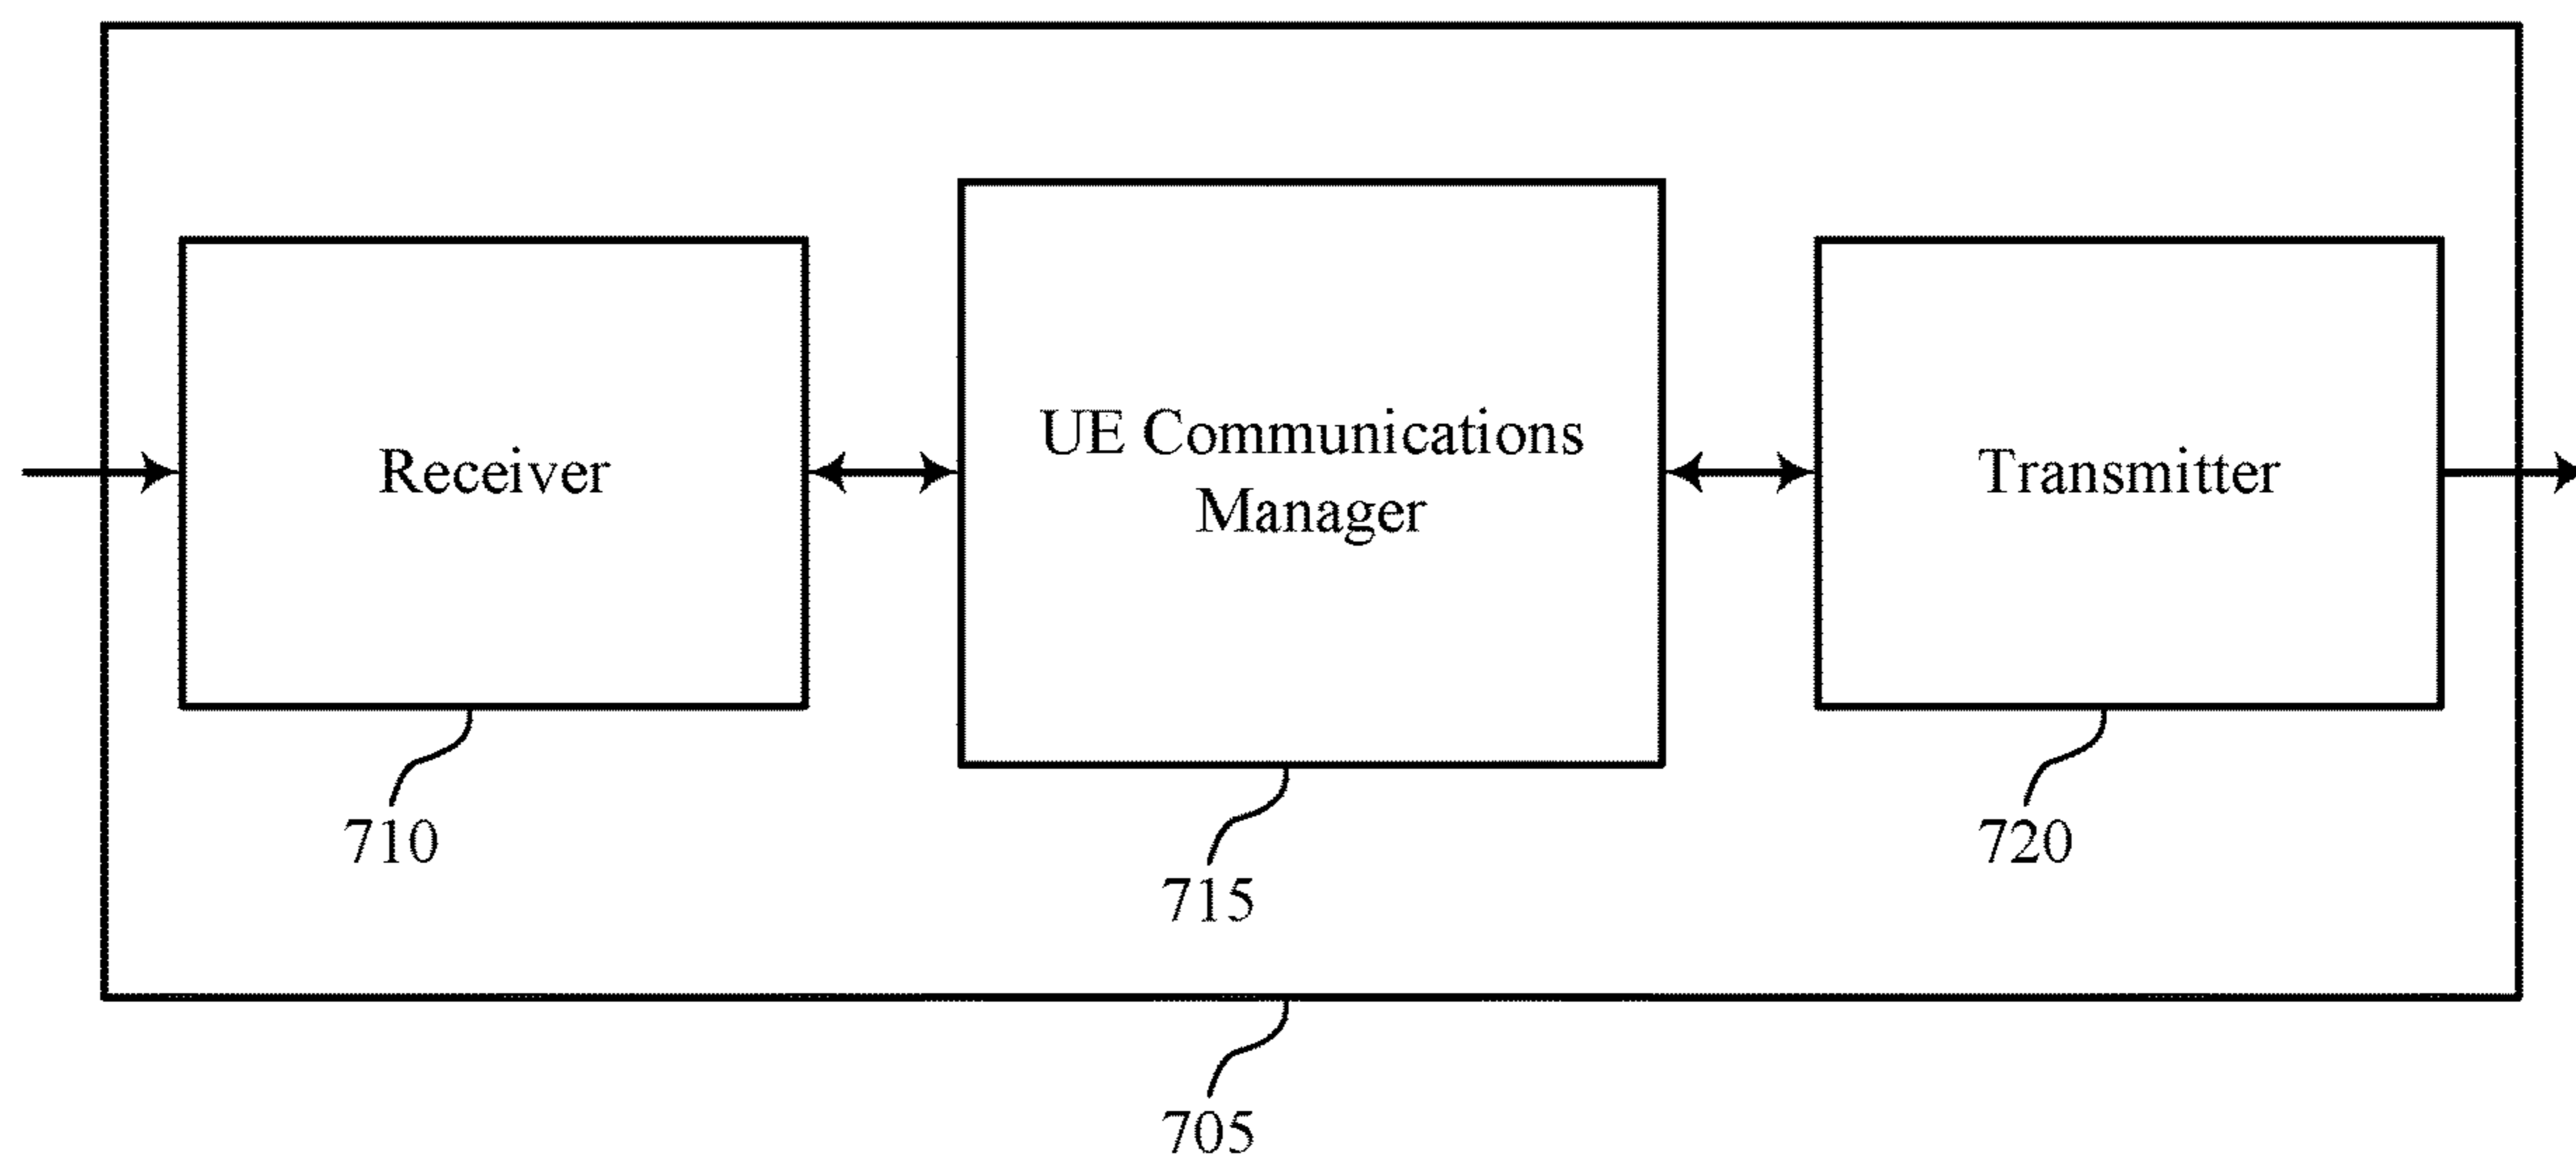 Receiver
UE Communications
Manager
Transmitter
710
715
720
705